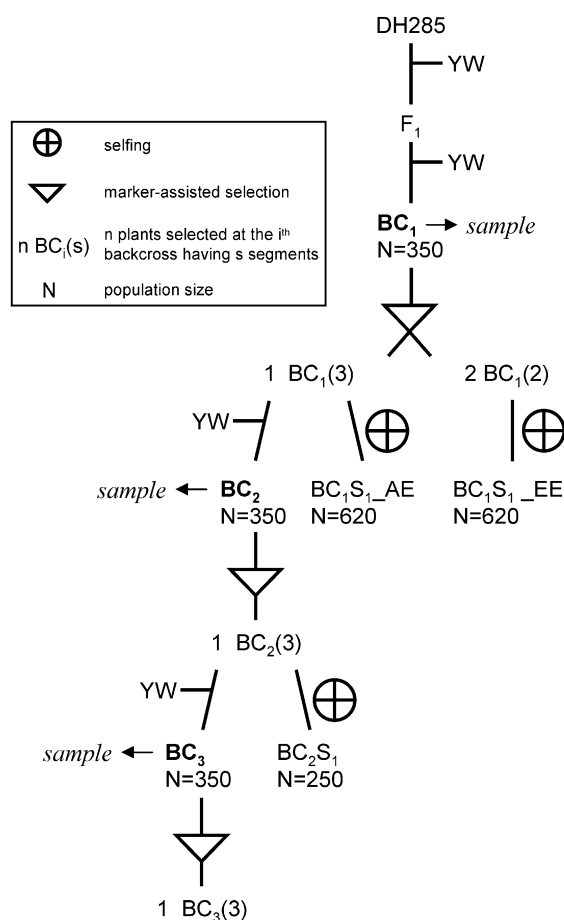 DH285
YW
F₁
YW
BC₁ → sample
N=350
selfing
marker-assisted selection
n BCᵢ(s) n plants selected at the iᵗʰ
backcross having s segments
N population size
1 BC₁(3) 2 BC₁(2)
YW
sample ← BC₂ BC₁S₁_AE BC₁S₁_EE
N=350 N=620 N=620
1 BC₂(3)
YW
sample ← BC₃ BC₂S₁
N=350 N=250
1 BC₃(3)